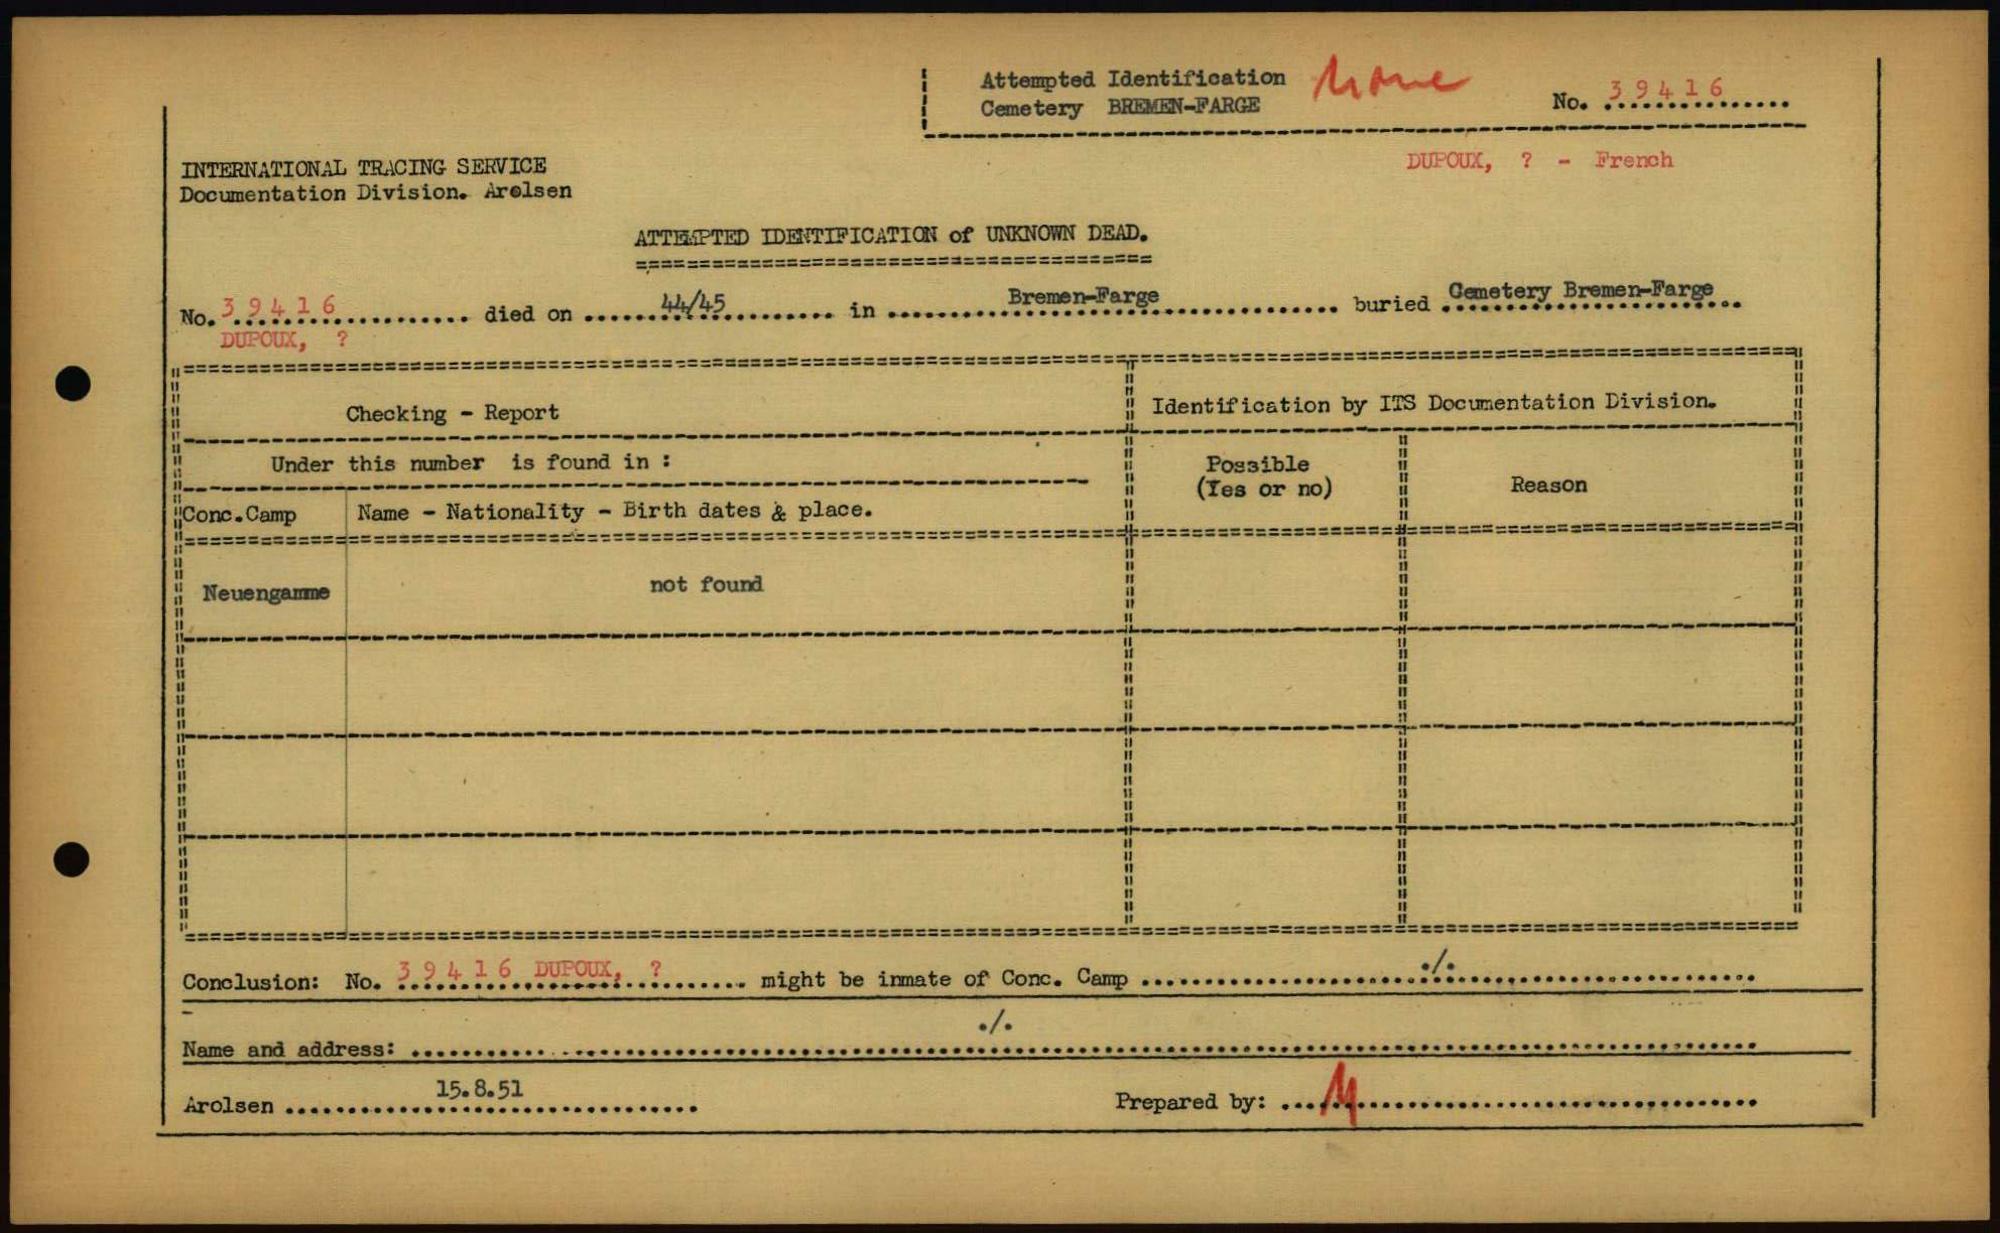 Attempted Identification none
Cemetery BREMEN-FARGE No. 39416
DUPOUX, ? - French
INTERNATIONAL TRACING SERVICE
Documentation Division. Arolsen
ATTEMPTED IDENTIFICATION of UNKNOWN DEAD.
No. 39416 died on 44/45 in Bremen-Farge buried Cemetery Bremen-Farge
DUPOUX, ?
Checking - Report
Identification by ITS Documentation Division.
Under this number is found in :
Possible
(Yes or no)
Reason
Conc.Camp Name - Nationality - Birth dates & place.
Neuengamme not found
Conclusion: No. 39416 DUPOUX, ? might be inmate of Conc. Camp ./.
Name and address: ./.
Arolsen 15.8.51 Prepared by: